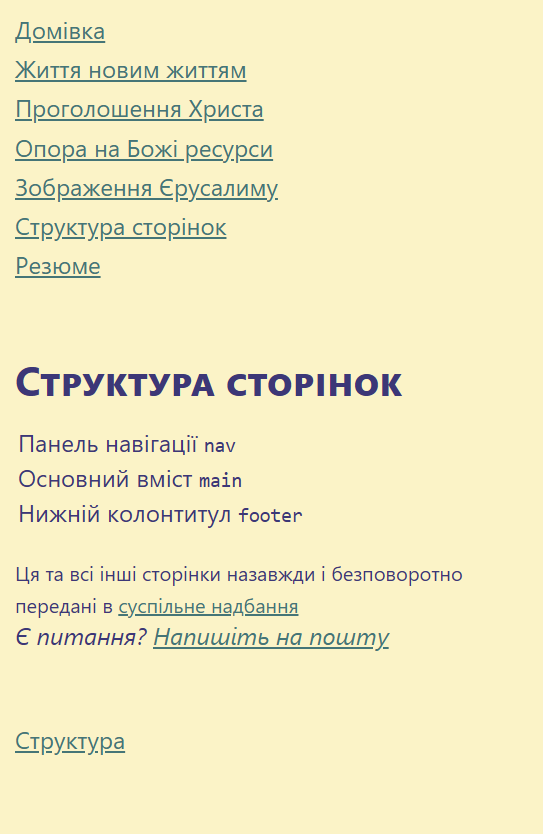 Домівка
Життя новим життям
Проголошення Христа
Опора на Божі ресурси
Зображення Єрусалиму
Структура сторінок
Резюме
Структура сторінок
Панель навігації nav
Основний вміст main
Нижній колонтитул footer
Ця та всі інші сторінки назавжди і безповоротно
передані в суспільне надбання
Є питання? Напишіть на пошту
Структура